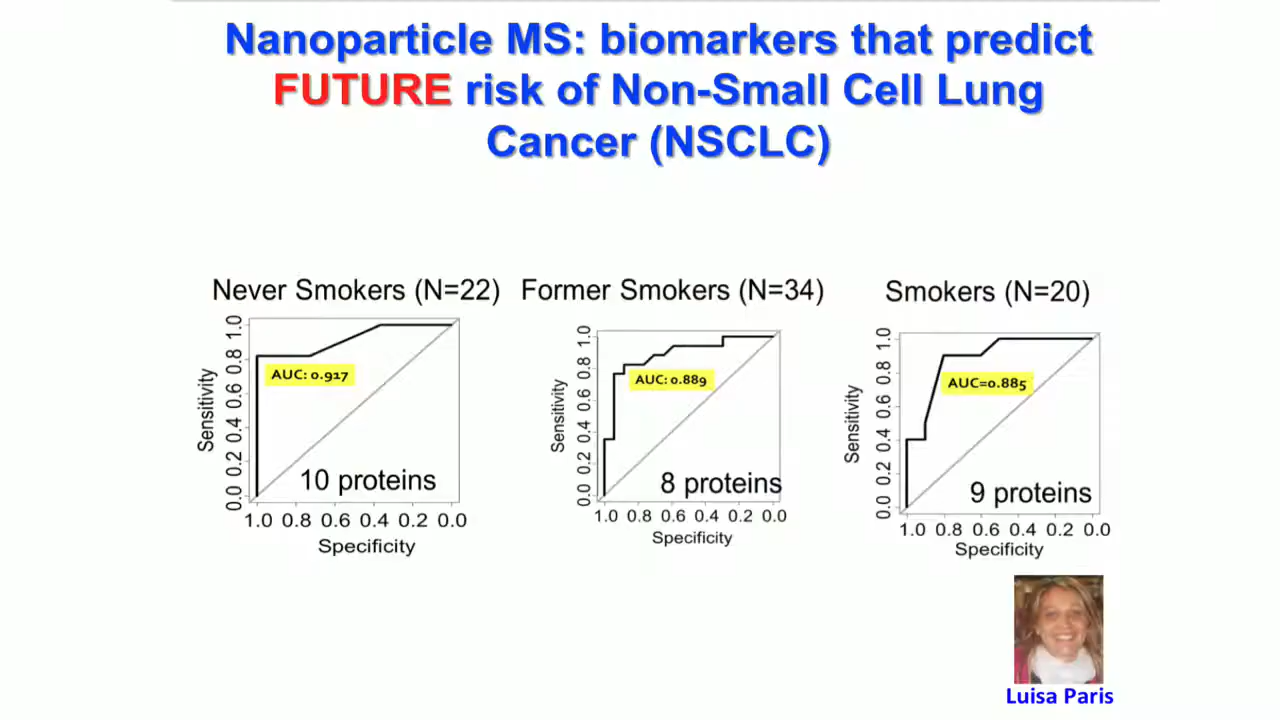 Nanoparticle MS: biomarkers that predict
FUTURE risk of Non-Small Cell Lung
Cancer (NSCLC)
Never Smokers (N=22)
Sensitivity
0.0 0.2 0.4 0.6 0.8 1.0
AUC: 0.917
10 proteins
1.0 0.8 0.6 0.4 0.2 0.0
Specificity
Former Smokers (N=34)
Sensitivity
0.0 0.2 0.4 0.6 0.8 1.0
AUC: 0.889
8 proteins
1.0 0.8 0.6 0.4 0.2 0.0
Specificity
Smokers (N=20)
Sensitivity
0.0 0.2 0.4 0.6 0.8 1.0
AUC=0.885
9 proteins
1.0 0.8 0.6 0.4 0.2 0.0
Specificity
Luisa Paris